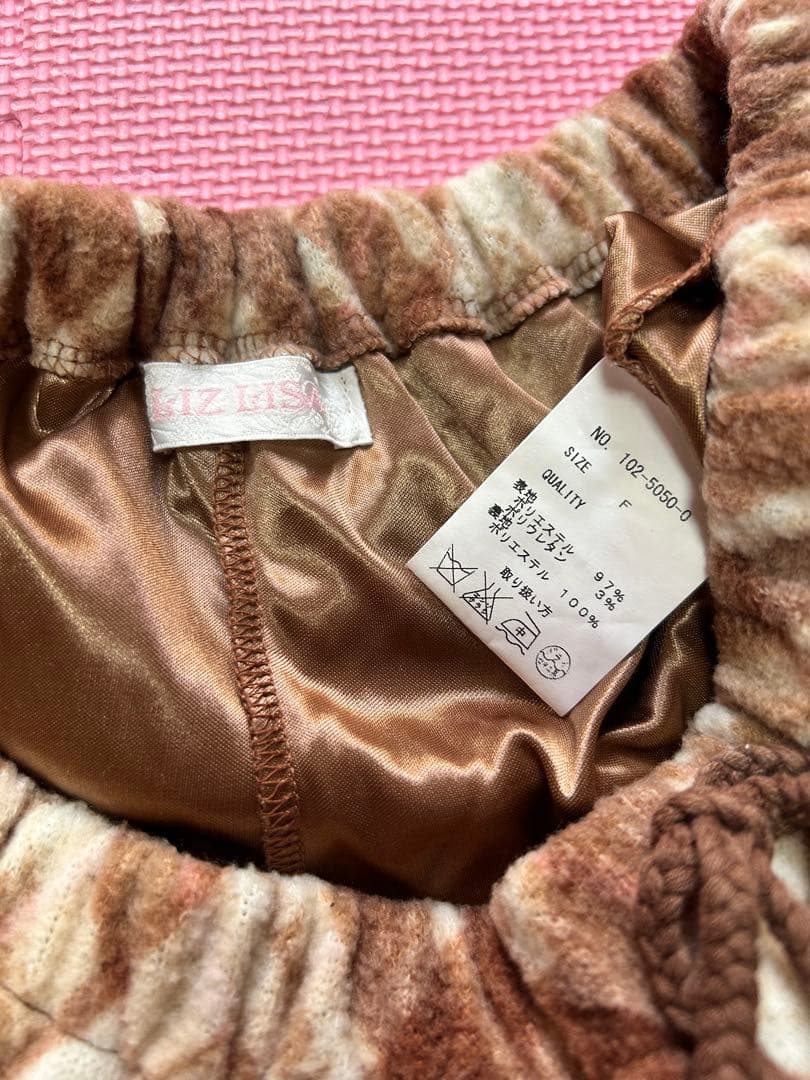 LIZ LISA
NO. 102-5050-0
SIZE F
QUALITY
表地
ポリエステル 97%
ポリウレタン 3%
裏地
ポリエステル 100%
取り扱い方
中